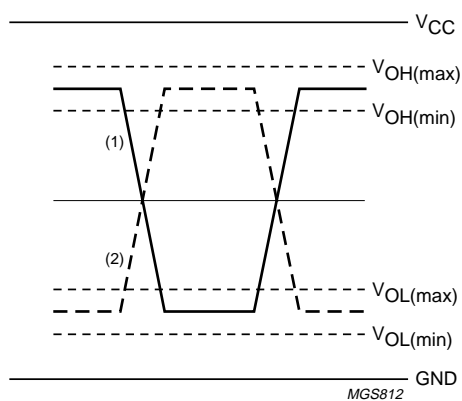 VCC
VOH(max)
VOH(min)
(1)
(2)
VOL(max)
VOL(min)
GND
MGS812